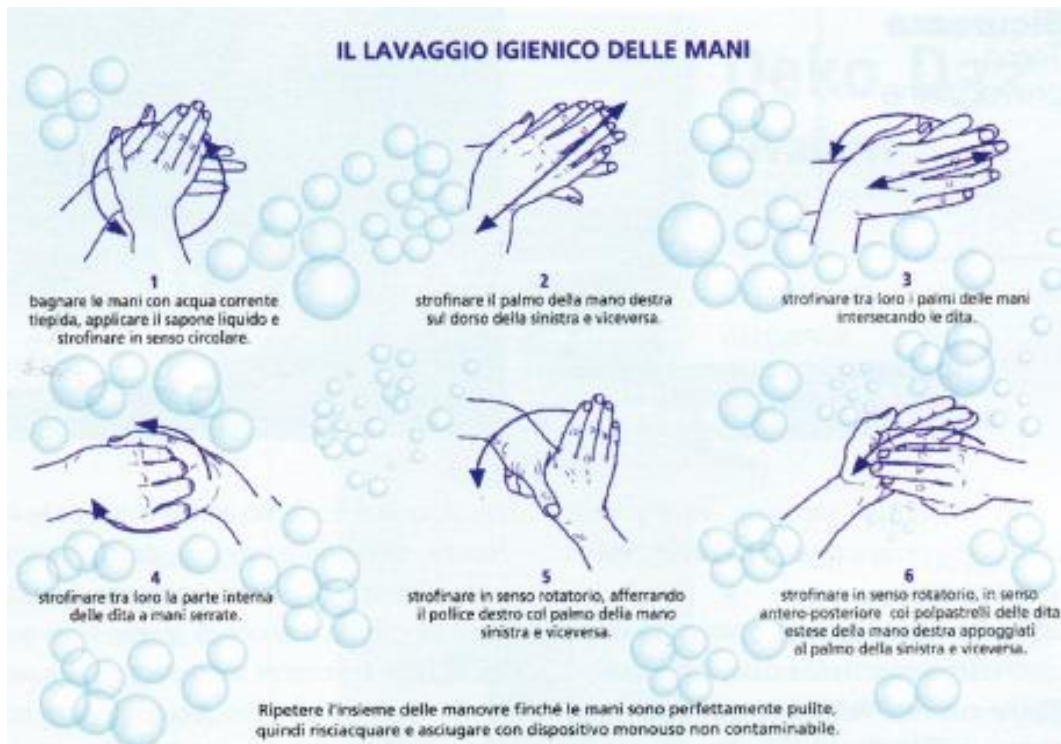 IL LAVAGGIO IGIENICO DELLE MANI
1
bagnare le mani con acqua corrente
tiepida, applicare il sapone liquido e
strofinare in senso circolare.
2
strofinare il palmo della mano destra
sul dorso della sinistra e viceversa.
3
strofinare tra loro i palmi delle mani
intersecando le dita.
4
strofinare tra loro la parte interna
delle dita a mani serrate.
5
strofinare in senso rotatorio, afferrando
il pollice destro col palmo della mano
sinistra e viceversa.
6
strofinare in senso rotatorio, in senso
antero-posteriore coi polpastrelli delle dita
estese della mano destra appoggiati
al palmo della sinistra e viceversa.
Ripetere l'insieme delle manovre finché le mani sono perfettamente pulite,
quindi risciacquare e asciugare con dispositivo monouso non contaminabile.